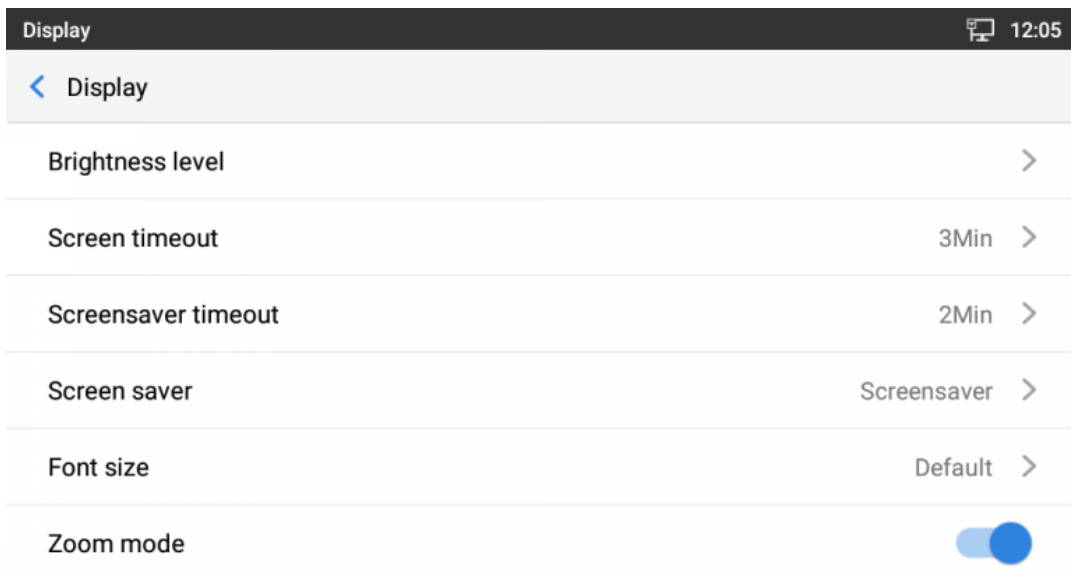 Display 12:05
Display
Brightness level
Screen timeout 3Min
Screensaver timeout 2Min
Screen saver Screensaver
Font size Default
Zoom mode